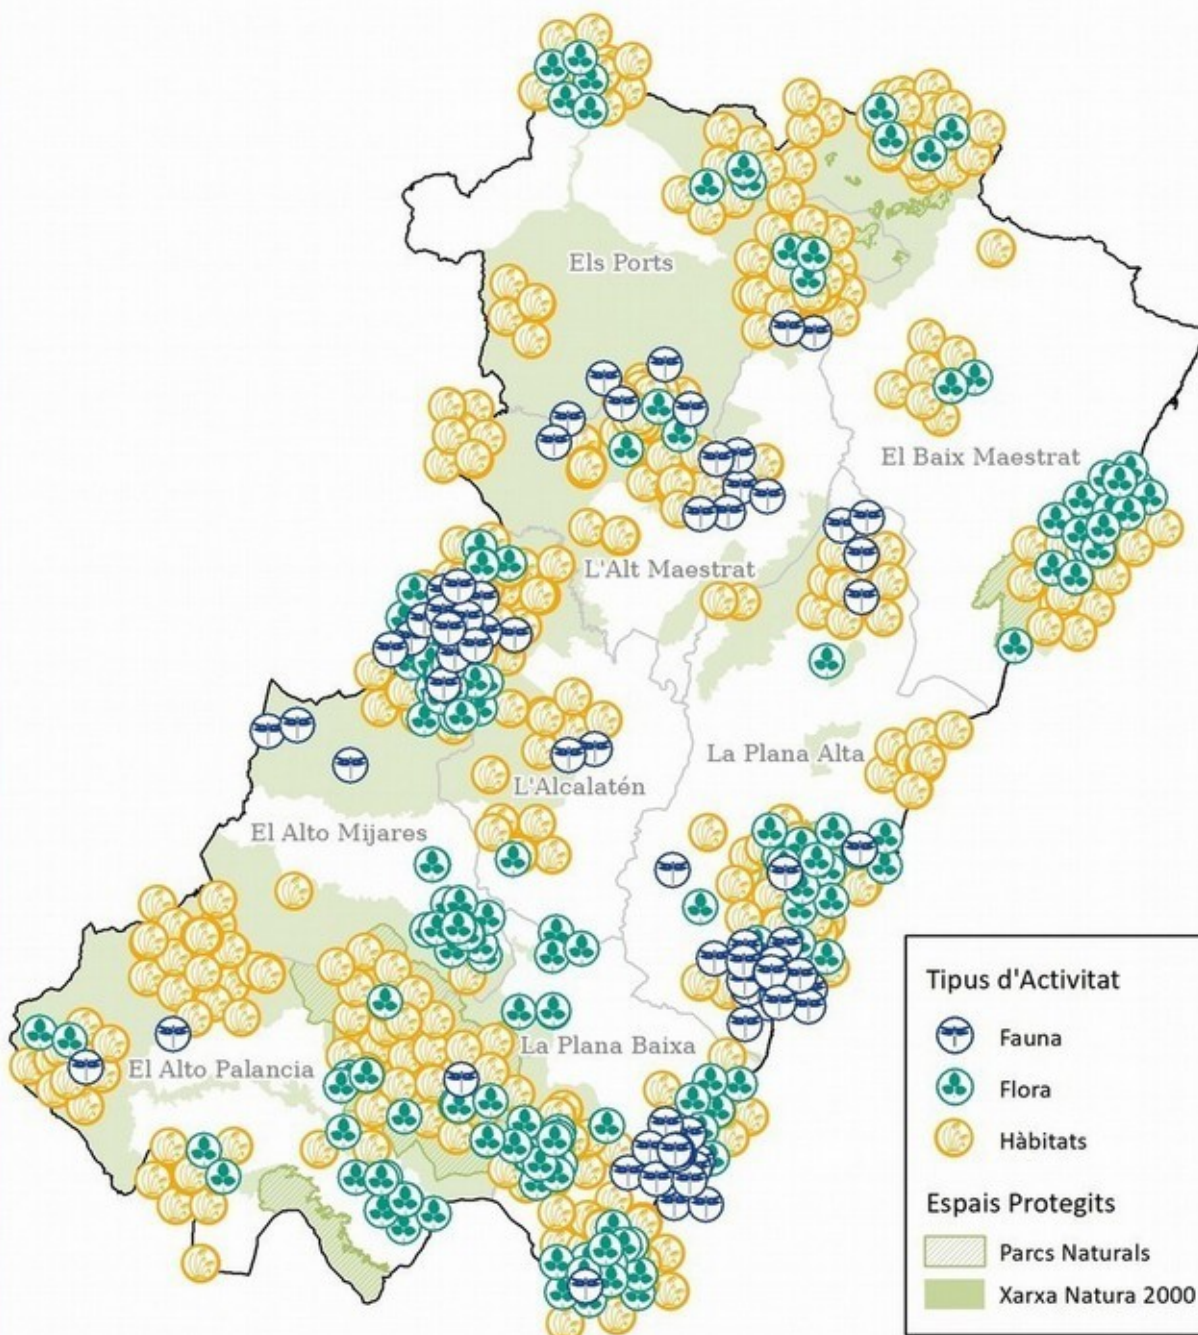 Els Ports
El Baix Maestrat
L'Alt Maestrat
La Plana Alta
L'Alcalatén
El Alto Mijares
La Plana Baixa
El Alto Palancia
Tipus d'Activitat
Fauna
Flora
Hàbitats
Espais Protegits
Parcs Naturals
Xarxa Natura 2000